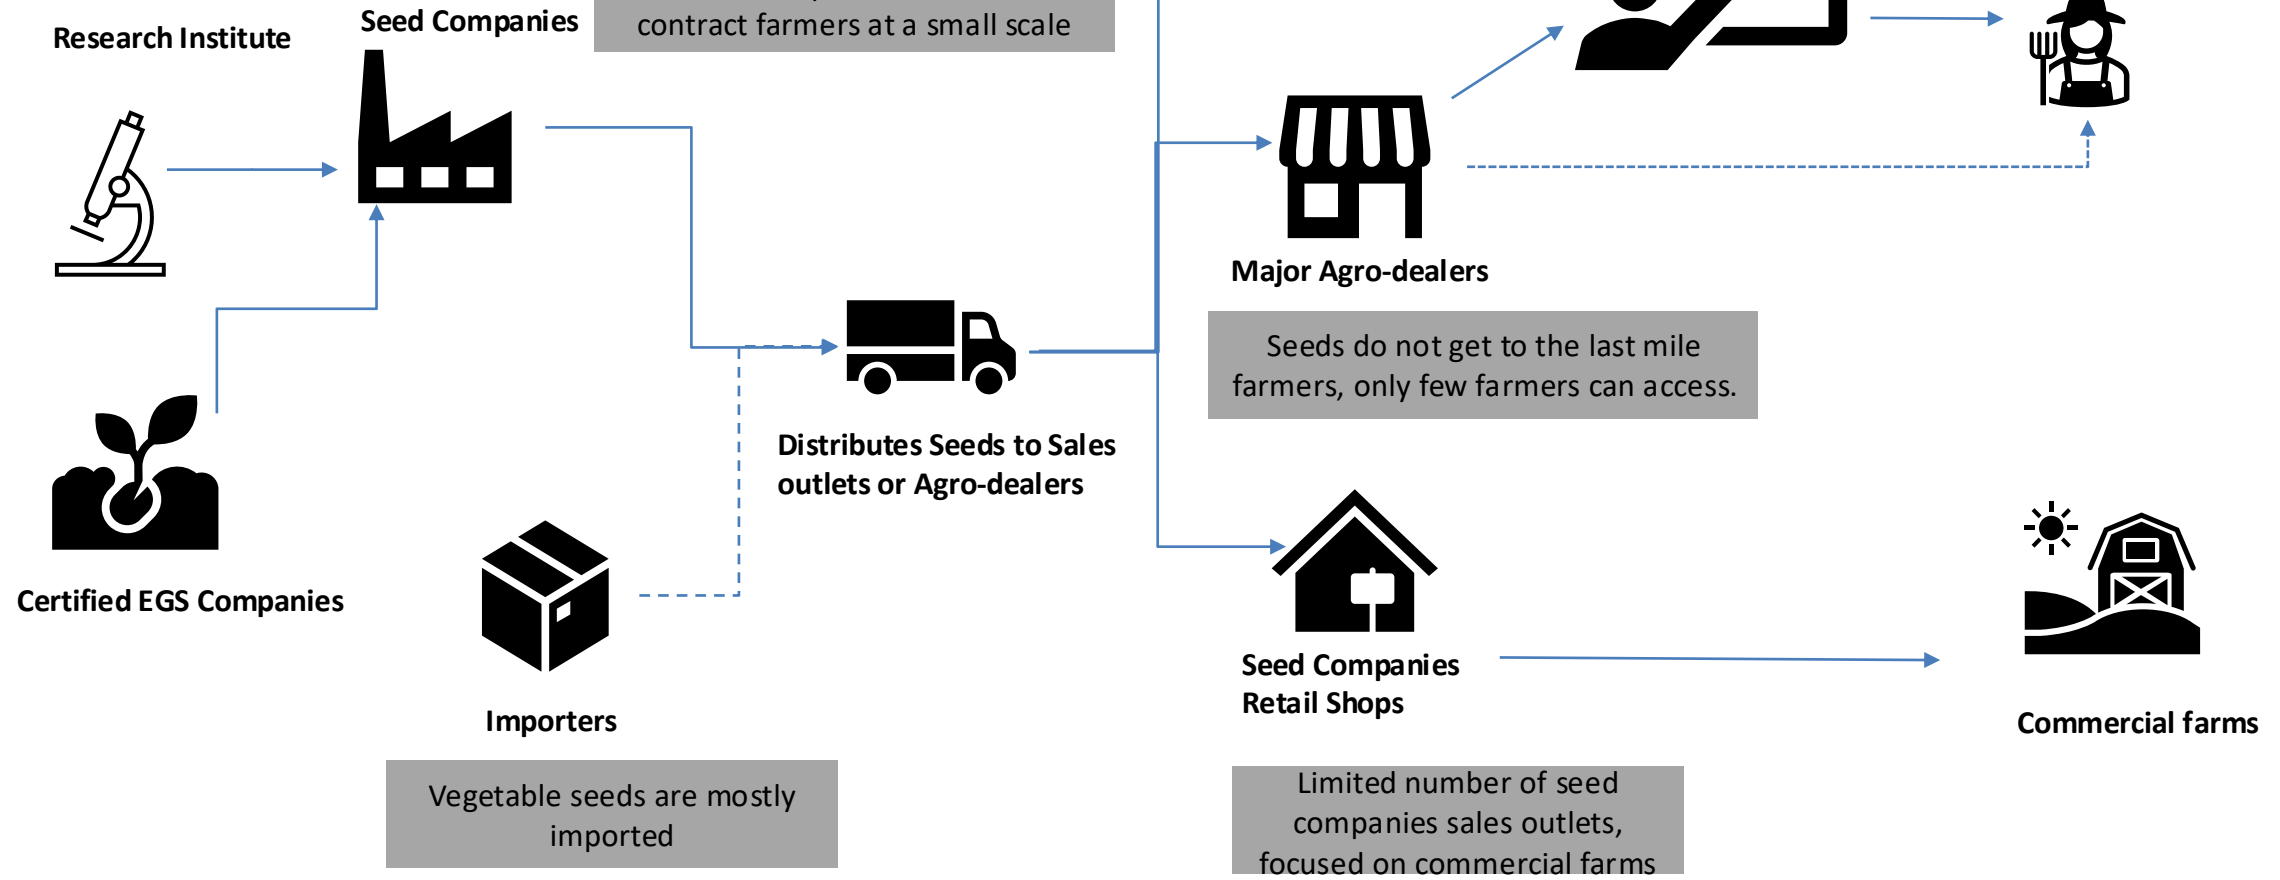 Seed Companies
contract farmers at a small scale
Research Institute
Major Agro-dealers
Seeds do not get to the last mile
farmers, only few farmers can access.
Distributes Seeds to Sales
outlets or Agro-dealers
Certified EGS Companies
Importers
Vegetable seeds are mostly
imported
Seed Companies
Retail Shops
Commercial farms
Limited number of seed
companies sales outlets,
focused on commercial farms